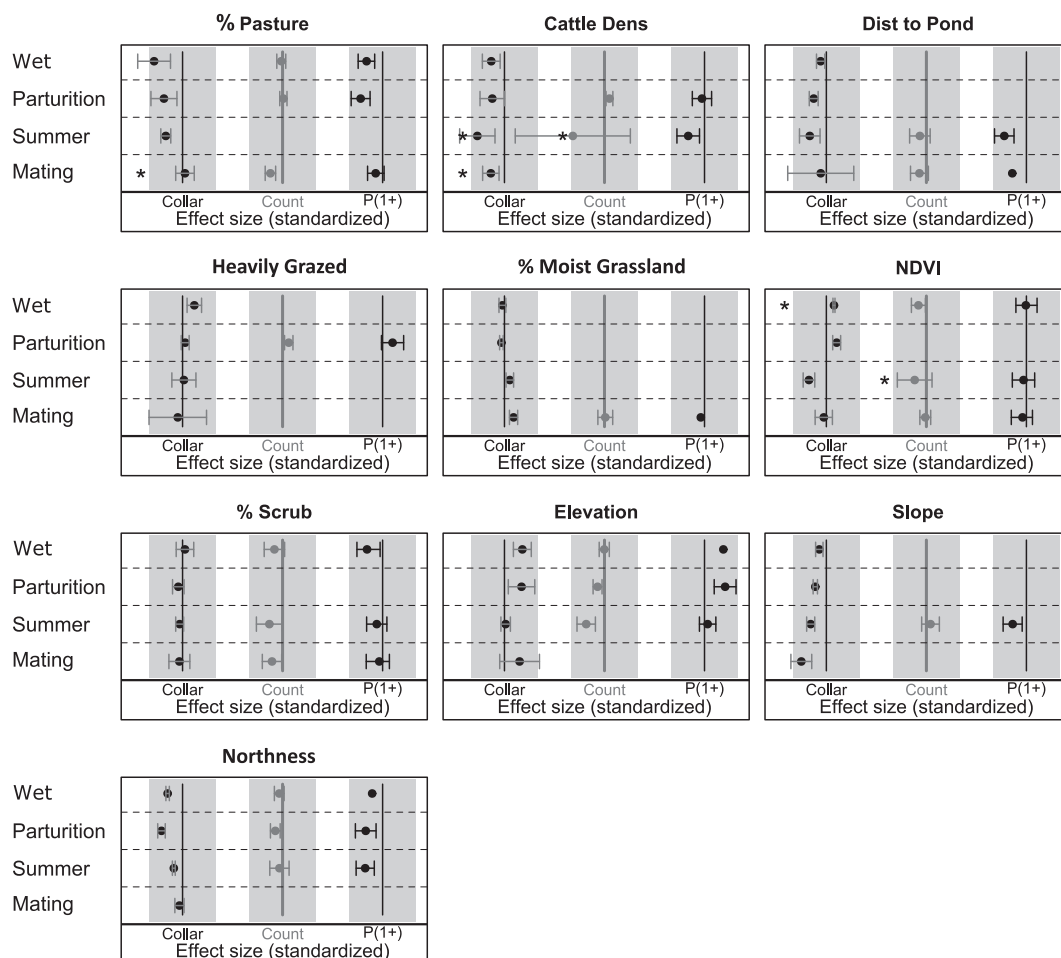 % Pasture Cattle Dens Dist to Pond
Wet
Parturition
* *
Summer
*
*
Mating
Collar Count P(1+) Collar Count P(1+) Collar Count P(1+)
Effect size (standardized) Effect size (standardized) Effect size (standardized)
Heavily Grazed % Moist Grassland NDVI
Wet
*
Parturition
Summer
*
Mating
Collar Count P(1+) Collar Count P(1+) Collar Count P(1+)
Effect size (standardized) Effect size (standardized) Effect size (standardized)
% Scrub Elevation Slope
Wet
Parturition
Summer
Mating
Collar Count P(1+) Collar Count P(1+) Collar Count P(1+)
Effect size (standardized) Effect size (standardized) Effect size (standardized)
Northness
Wet
Parturition
Summer
Mating
Collar Count P(1+)
Effect size (standardized)